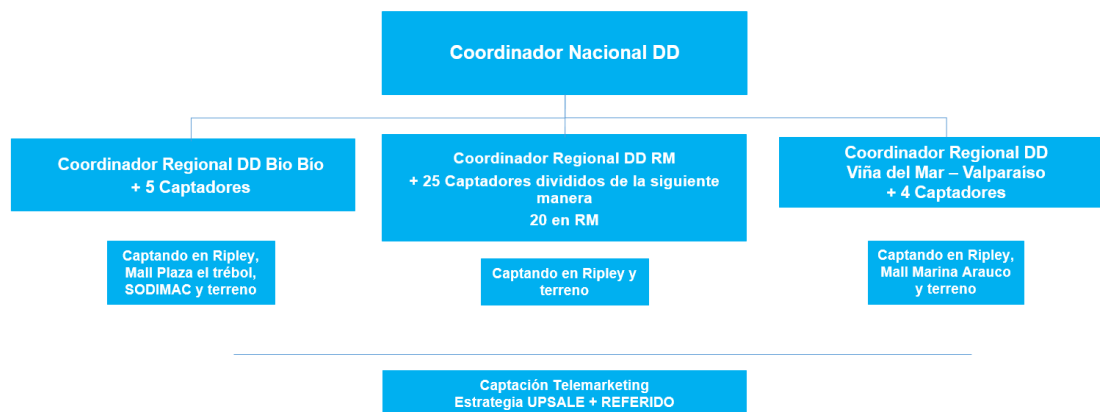 Coordinador Nacional DD
Coordinador Regional DD Bio Bío
+ 5 Captadores
Coordinador Regional DD RM
+ 25 Captadores divididos de la siguiente
manera
20 en RM
Coordinador Regional DD
Viña del Mar – Valparaíso
+ 4 Captadores
Captando en Ripley,
Mall Plaza el trébol,
SODIMAC y terreno
Captando en Ripley y
terreno
Captando en Ripley,
Mall Marina Arauco
y terreno
Captación Telemarketing
Estrategia UPSALE + REFERIDO